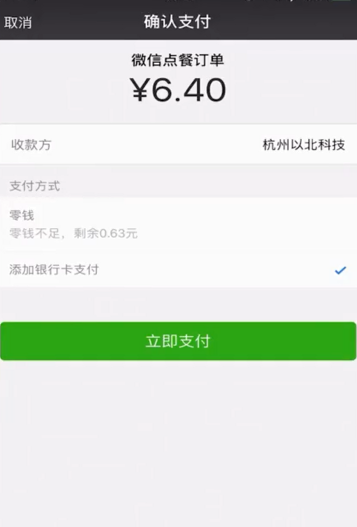 取消
确认支付
微信点餐订单
¥6.40
收款方
杭州以北科技
支付方式
零钱
零钱不足，剩余0.63元
添加银行卡支付
立即支付